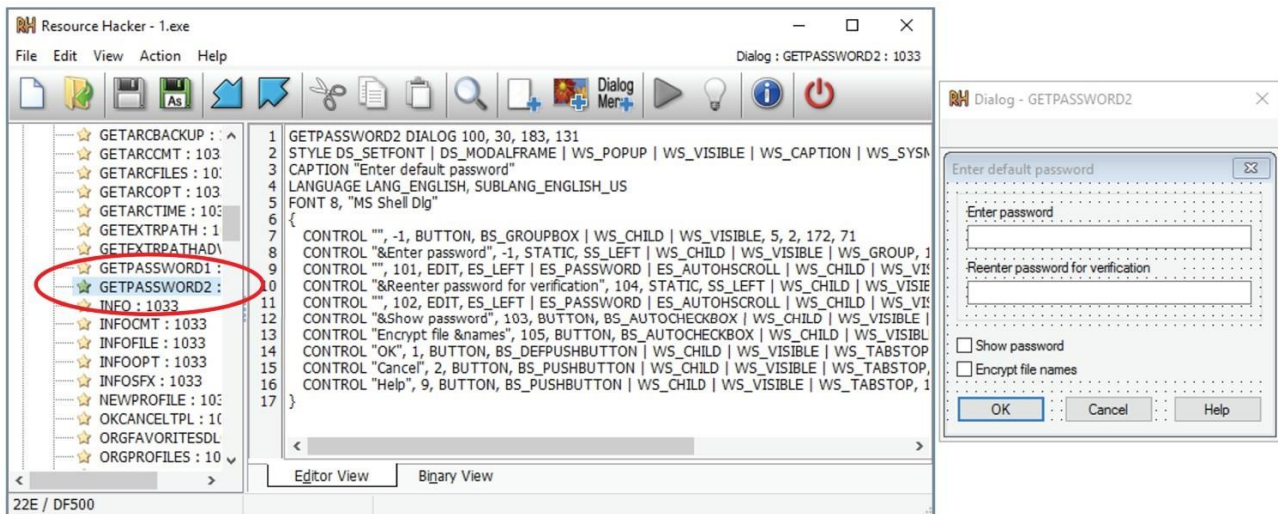 Resource Hacker - 1.exe
File Edit View Action Help
Dialog : GETPASSWORD2 : 1033
As
Dialog
Menu
GETARCBACKUP :
GETARCCMT : 103
GETARCFILES : 10
GETARCOPT : 103
GETARCTIME : 103
GETEXTRPATH : 1
GETEXTRPATHADV
GETPASSWORD1 :
GETPASSWORD2 :
INFO : 1033
INFOCMT : 1033
INFOFILE : 1033
INFOOPT : 1033
INFOSFX : 1033
NEWPROFILE : 103
OKCANCELTPL : 10
ORGFAVORITESDL
ORGPROFILES : 10
1 GETPASSWORD2 DIALOG 100, 30, 183, 131
2 STYLE DS_SETFONT | DS_MODALFRAME | WS_POPUP | WS_VISIBLE | WS_CAPTION | WS_SYSM
3 CAPTION "Enter default password"
4 LANGUAGE LANG_ENGLISH, SUBLANG_ENGLISH_US
5 FONT 8, "MS Shell Dlg"
6 {
7 CONTROL "", -1, BUTTON, BS_GROUPBOX | WS_CHILD | WS_VISIBLE, 5, 2, 172, 71
8 CONTROL "&Enter password", -1, STATIC, SS_LEFT | WS_CHILD | WS_VISIBLE | WS_GROUP, 1
9 CONTROL "", 101, EDIT, ES_LEFT | ES_PASSWORD | ES_AUTOHSCROLL | WS_CHILD | WS_VIS
10 CONTROL "&Reenter password for verification", 104, STATIC, SS_LEFT | WS_CHILD | WS_VISIE
11 CONTROL "", 102, EDIT, ES_LEFT | ES_PASSWORD | ES_AUTOHSCROLL | WS_CHILD | WS_VIS
12 CONTROL "&Show password", 103, BUTTON, BS_AUTOCHECKBOX | WS_CHILD | WS_VISIBLE |
13 CONTROL "Encrypt file &names", 105, BUTTON, BS_AUTOCHECKBOX | WS_CHILD | WS_VISIBL
14 CONTROL "OK", 1, BUTTON, BS_DEFPUSHBUTTON | WS_CHILD | WS_VISIBLE | WS_TABSTOP
15 CONTROL "Cancel", 2, BUTTON, BS_PUSHBUTTON | WS_CHILD | WS_VISIBLE | WS_TABSTOP,
16 CONTROL "Help", 9, BUTTON, BS_PUSHBUTTON | WS_CHILD | WS_VISIBLE | WS_TABSTOP, 1
17 }
Editor View Binary View
22E / DF500
RH Dialog - GETPASSWORD2
Enter default password
Enter password
Reenter password for verification
Show password
Encrypt file names
OK Cancel Help